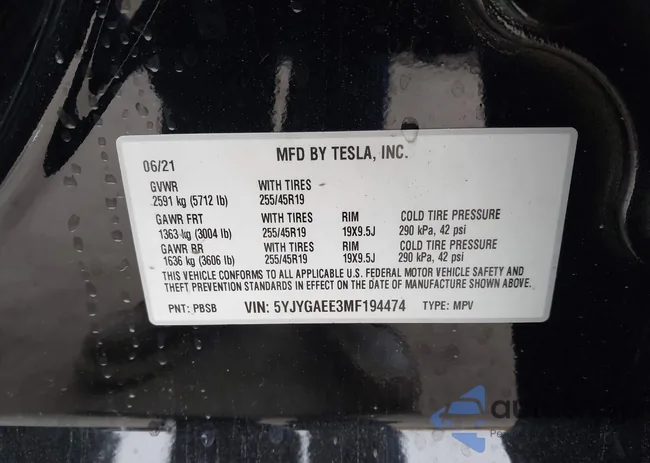 06/21 MFD BY TESLA, INC.
GVWR WITH TIRES
2591 kg (5712 lb) 255/45R19
GAWR FRT WITH TIRES RIM COLD TIRE PRESSURE
1363 kg (3004 lb) 255/45R19 19X9.5J 290 kPa, 42 psi
GAWR RR WITH TIRES RIM COLD TIRE PRESSURE
1636 kg (3606 lb) 255/45R19 19X9.5J 290 kPa, 42 psi
THIS VEHICLE CONFORMS TO ALL APPLICABLE U.S. FEDERAL MOTOR VEHICLE SAFETY AND
THEFT PREVENTION STANDARDS IN EFFECT ON THE DATE OF MANUFACTURE SHOWN ABOVE.
PNT: PBSB VIN: 5YJYGAEE3MF194474 TYPE: MPV